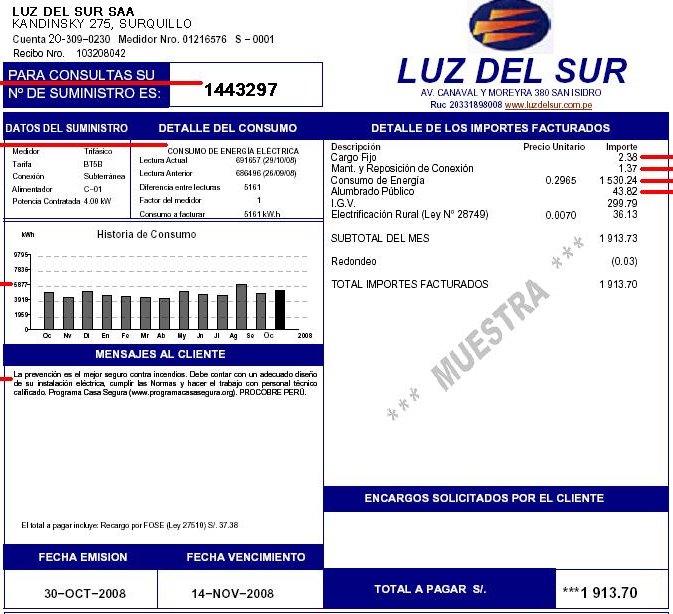 LUZ DEL SUR SAA
KANDINSKY 275, SURQUILLO
Cuenta 20-309-0230 Medidor Nro. 01216576 S - 0001
Recibo Nro. 103208042
PARA CONSULTAS SU
Nº DE SUMINISTRO ES: 1443297
LUZ DEL SUR
AV. CANAVAL Y MOREYRA 380 SAN ISIDRO
Ruc 20331898008 www.luzdelsur.com.pe
DATOS DEL SUMINISTRO
Medidor Trifásico
Tarifa BT5B
Conexión Subterránea
Alimentador C-01
Potencia Contratada 4.00 kW
DETALLE DEL CONSUMO
CONSUMO DE ENERGÍA ELÉCTRICA
Lectura Actual 691657 (29/10/08)
Lectura Anterior 686496 (26/09/08)
Diferencia entre lecturas 5161
Factor del medidor 1
Consumo a facturar 5161 kW.h
DETALLE DE LOS IMPORTES FACTURADOS
Descripción Precio Unitario Importe
Cargo Fijo 2.38
Mant. y Reposición de Conexión 1.37
Consumo de Energía 0.2965 1 530.24
Alumbrado Público 43.82
I.G.V. 299.79
Electrificación Rural (Ley Nº 28749) 0.0070 36.13
SUBTOTAL DEL MES 1 913.73
Redondeo (0.03)
TOTAL IMPORTES FACTURADOS 1 913.70
*** MUESTRA ***
Historia de Consumo
kWh
9795
7836
5877
3918
1959
0
Oc Nv Di En Fe Mr Ab My Jn Jl Ag Se Oc 2008
MENSAJES AL CLIENTE
La prevención es el mejor seguro contra incendios. Debe contar con un adecuado diseño
de su instalación eléctrica, cumplir las Normas y hacer el trabajo con personal técnico
calificado. Programa Casa Segura (www.programacasasegura.org). PROCOBRE PERÚ.
El total a pagar incluye: Recargo por FOSE (Ley 27510) S/. 37.38
ENCARGOS SOLICITADOS POR EL CLIENTE
FECHA EMISION FECHA VENCIMIENTO
30-OCT-2008 14-NOV-2008
TOTAL A PAGAR S/. ***1 913.70